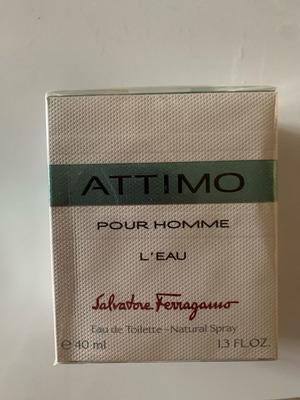 ATTIMO
POUR HOMME
L'EAU
Salvatore Ferragamo
Eau de Toilette - Natural Spray
℮ 40 ml 1.3 FL.OZ.